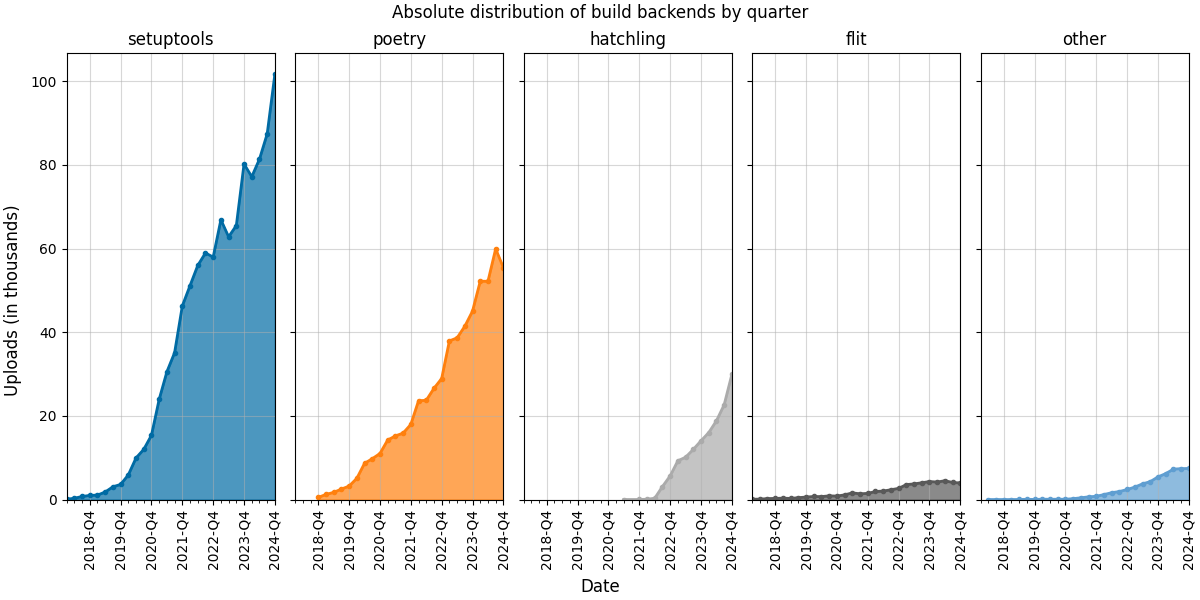 Absolute distribution of build backends by quarter
setuptools
poetry
hatchling
flit
other
Uploads (in thousands)
100
80
60
40
20
0
2018-Q4
2019-Q4
2020-Q4
2021-Q4
2022-Q4
2023-Q4
2024-Q4
2018-Q4
2019-Q4
2020-Q4
2021-Q4
2022-Q4
2023-Q4
2024-Q4
2018-Q4
2019-Q4
2020-Q4
2021-Q4
2022-Q4
2023-Q4
2024-Q4
2018-Q4
2019-Q4
2020-Q4
2021-Q4
2022-Q4
2023-Q4
2024-Q4
2018-Q4
2019-Q4
2020-Q4
2021-Q4
2022-Q4
2023-Q4
2024-Q4
Date